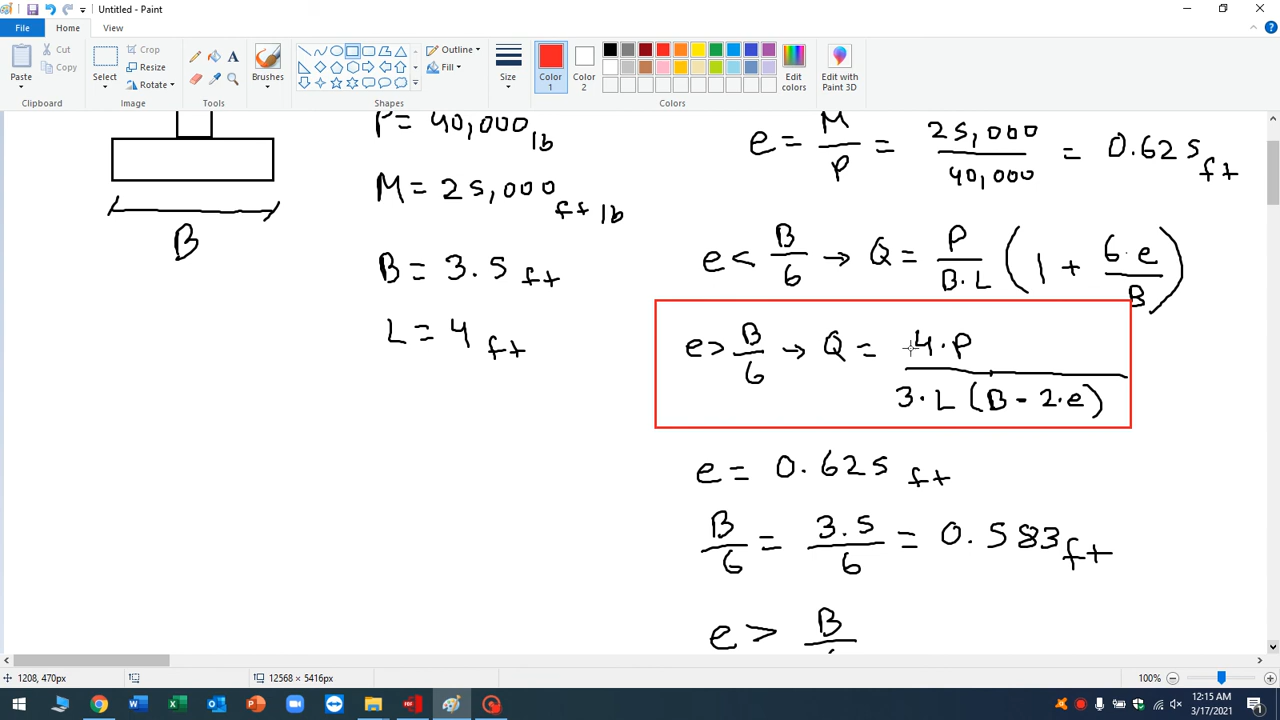 Untitled - Paint
File Home View
Paste
Cut
Copy
Clipboard
Select
Crop
Resize
Rotate
Image
Tools
Brushes
Shapes
Outline
Fill
Size
Color 1
Color 2
Colors
Edit colors
Edit with Paint 3D
P = 40,000 lb
M = 25,000 ft lb
B = 3.5 ft
L = 4 ft
B
e = M/P = 25,000/40,000 = 0.625 ft
e < B/6 → Q = P/B·L (1 + 6·e/B)
e > B/6 → Q = 4·P/3·L(B - 2·e)
e = 0.625 ft
B/6 = 3.5/6 = 0.583 ft
e > B/6
1208, 470px
12568 × 5416px
100%
12:15 AM
3/17/2021